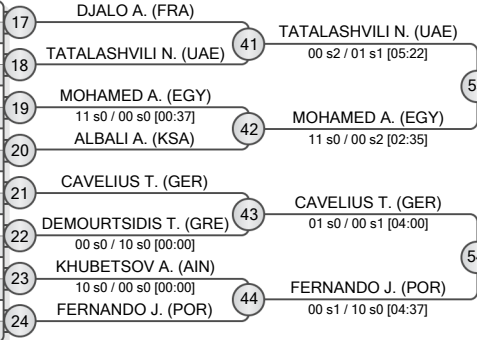 17
DJALO A. (FRA)
18
TATALASHVILI N. (UAE)
41
TATALASHVILI N. (UAE)
00 s2 / 01 s1 [05:22]
19
MOHAMED A. (EGY)
11 s0 / 00 s0 [00:37]
20
ALBALI A. (KSA)
42
MOHAMED A. (EGY)
11 s0 / 00 s2 [02:35]
21
CAVELIUS T. (GER)
22
DEMOURTSIDIS T. (GRE)
00 s0 / 10 s0 [00:00]
43
CAVELIUS T. (GER)
01 s0 / 00 s1 [04:00]
23
KHUBETSOV A. (AIN)
10 s0 / 00 s0 [00:00]
24
FERNANDO J. (POR)
44
FERNANDO J. (POR)
00 s1 / 10 s0 [04:37]